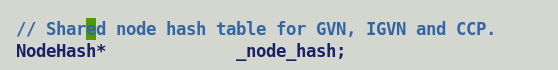 // Shared node hash table for GVN, IGVN and CCP.
NodeHash*             _node_hash;